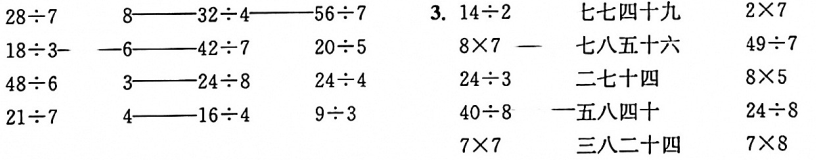 28÷7 8——32÷4——56÷7
18÷3— —6——42÷7 20÷5
48÷6 3——24÷8 24÷4
21÷7 4——16÷4 9÷3
3. 14÷2 七七四十九 2×7
8×7 — 七八五十六 49÷7
24÷3 二七十四 8×5
40÷8 —五八四十 24÷8
7×7 三八二十四 7×8